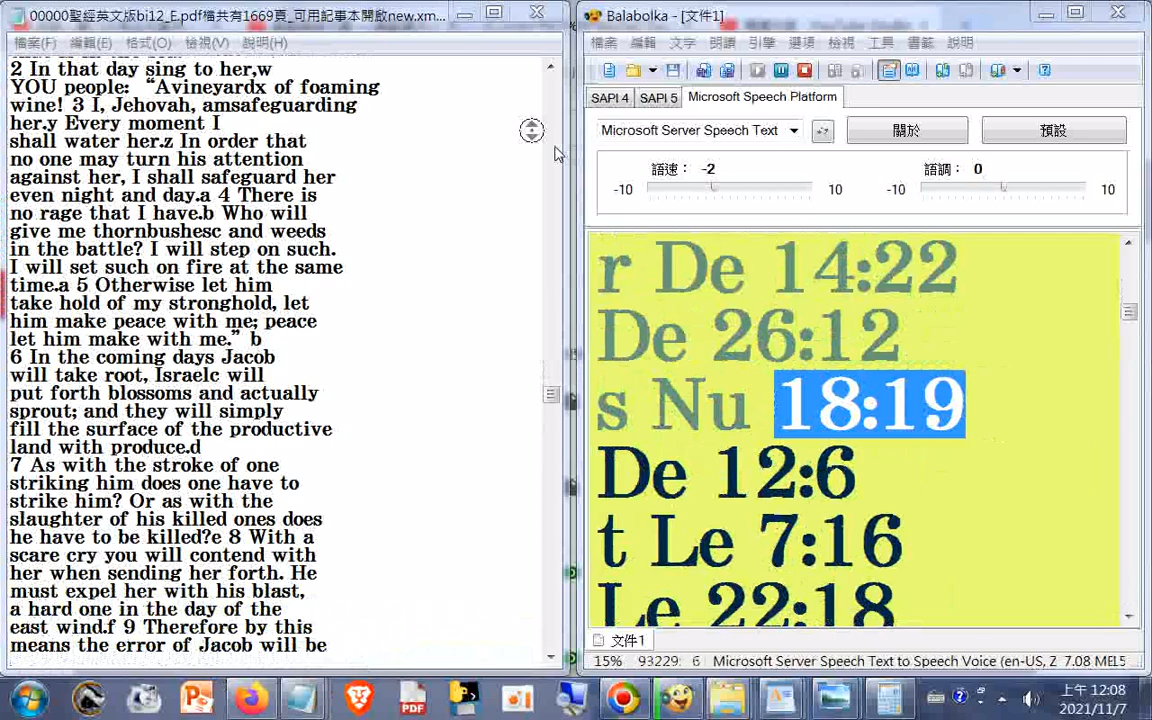 00000聖經英文版bi12_E.pdf檔共有1669頁_可用記事本開啟new.xm...
檔案(F) 編輯(E) 格式(O) 檢視(V) 說明(H)
2 In that day sing to her,w
YOU people: “Avineyardx of foaming
wine! 3 I, Jehovah, amsafeguarding
her.y Every moment I
shall water her.z In order that
no one may turn his attention
against her, I shall safeguard her
even night and day.a 4 There is
no rage that I have.b Who will
give me thornbushesc and weeds
in the battle? I will step on such.
I will set such on fire at the same
time.a 5 Otherwise let him
take hold of my stronghold, let
him make peace with me; peace
let him make with me.” b
6 In the coming days Jacob
will take root, Israelc will
put forth blossoms and actually
sprout; and they will simply
fill the surface of the productive
land with produce.d
7 As with the stroke of one
striking him does one have to
strike him? Or as with the
slaughter of his killed ones does
he have to be killed?e 8 With a
scare cry you will contend with
her when sending her forth. He
must expel her with his blast,
a hard one in the day of the
east wind.f 9 Therefore by this
means the error of Jacob will be
Balabolka - [文件1]
檔案 編輯 文字 朗讀 引擎 選項 檢視 工具 書籤 說明
SAPI 4 SAPI 5 Microsoft Speech Platform
Microsoft Server Speech Text 關於 預設
語速： -2 語調： 0
-10 10 -10 10
r De 14:22
De 26:12
s Nu 18:19
De 12:6
t Le 7:16
Le 22:18
文件1
15% 93229: 6 Microsoft Server Speech Text to Speech Voice (en-US, Z 7.08 МЕL5
PDF
上午 12:08
2021/11/7